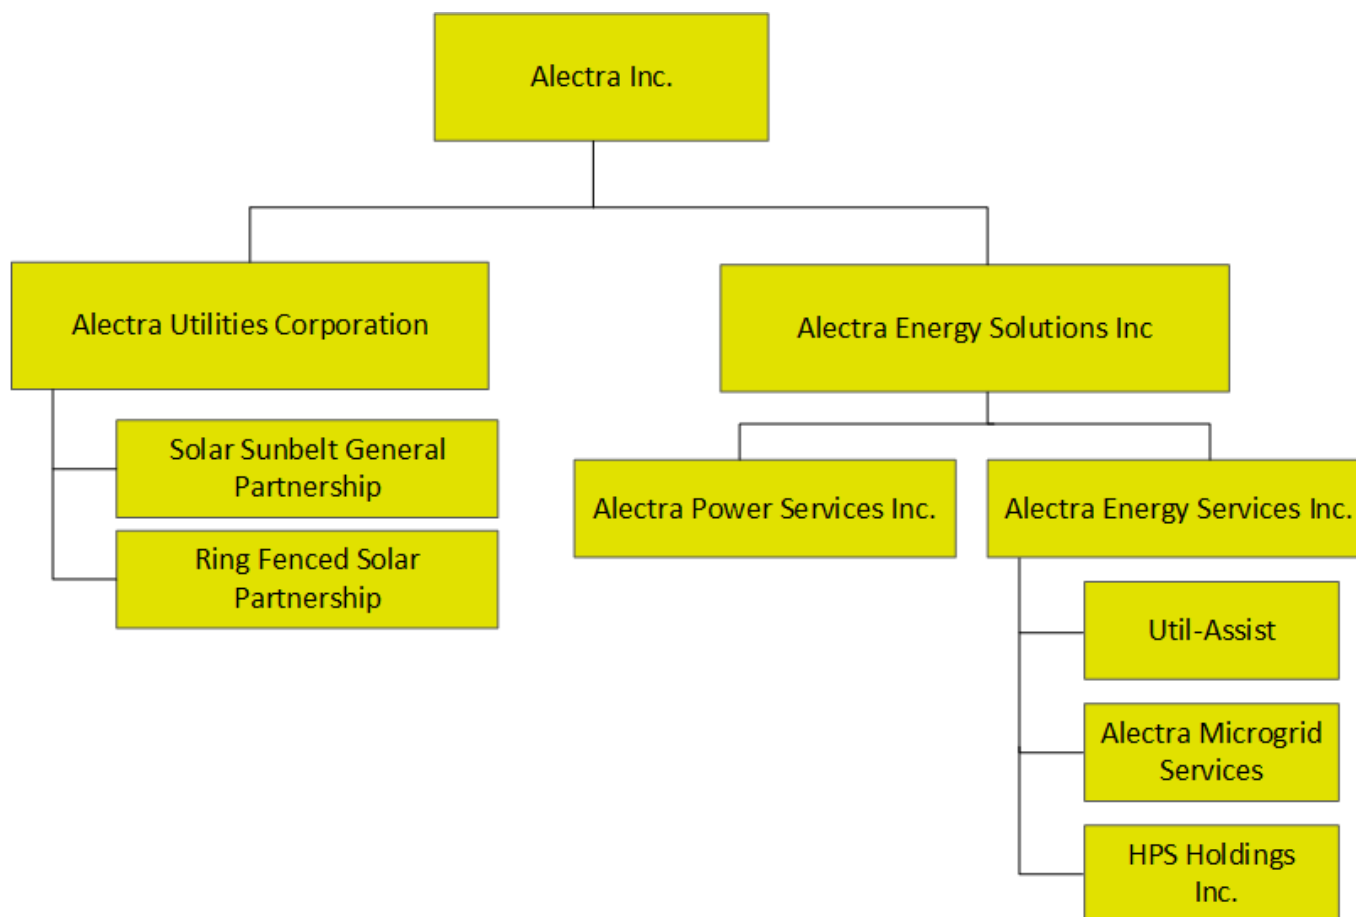 Alectra Inc.
Alectra Utilities Corporation
Alectra Energy Solutions Inc
Solar Sunbelt General
Partnership
Ring Fenced Solar
Partnership
Alectra Power Services Inc.
Alectra Energy Services Inc.
Util-Assist
Alectra Microgrid
Services
HPS Holdings
Inc.